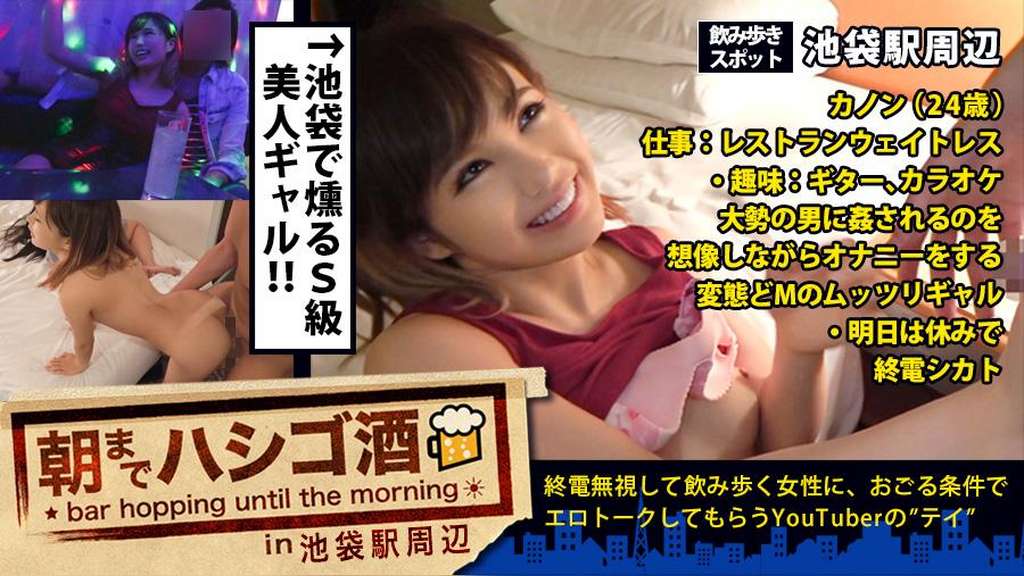 →池袋で燻るS級
美人ギャル!!
飲み歩き
スポット
池袋駅周辺
カノン（24歳）
仕事：レストランウェイトレス
・趣味：ギター、カラオケ
大勢の男に姦されるのを
想像しながらオナニーをする
変態どMのムッツリギャル
・明日は休みで
終電シカト
朝までハシゴ酒
★ bar hopping until the morning ☀
in 池袋駅周辺
終電無視して飲み歩く女性に、おごる条件で
エロトークしてもらうYouTuberの”テイ”